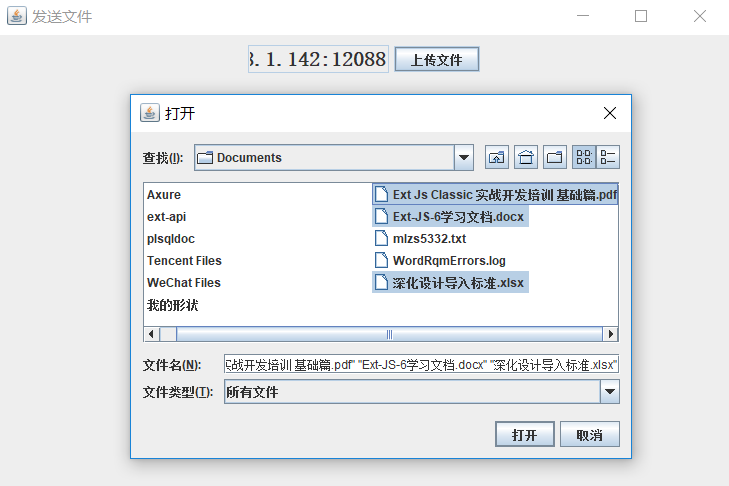 发送文件
3.1.142:12088 上传文件
打开
查找(I): Documents
Axure Ext Js Classic 实战开发培训 基础篇.pdf
ext-api Ext-JS-6学习文档.docx
plsqldoc mlzs5332.txt
Tencent Files WordRqmErrors.log
WeChat Files 深化设计导入标准.xlsx
我的形状
文件名(N): 战开发培训 基础篇.pdf" "Ext-JS-6学习文档.docx" "深化设计导入标准.xlsx"
文件类型(T): 所有文件
打开 取消